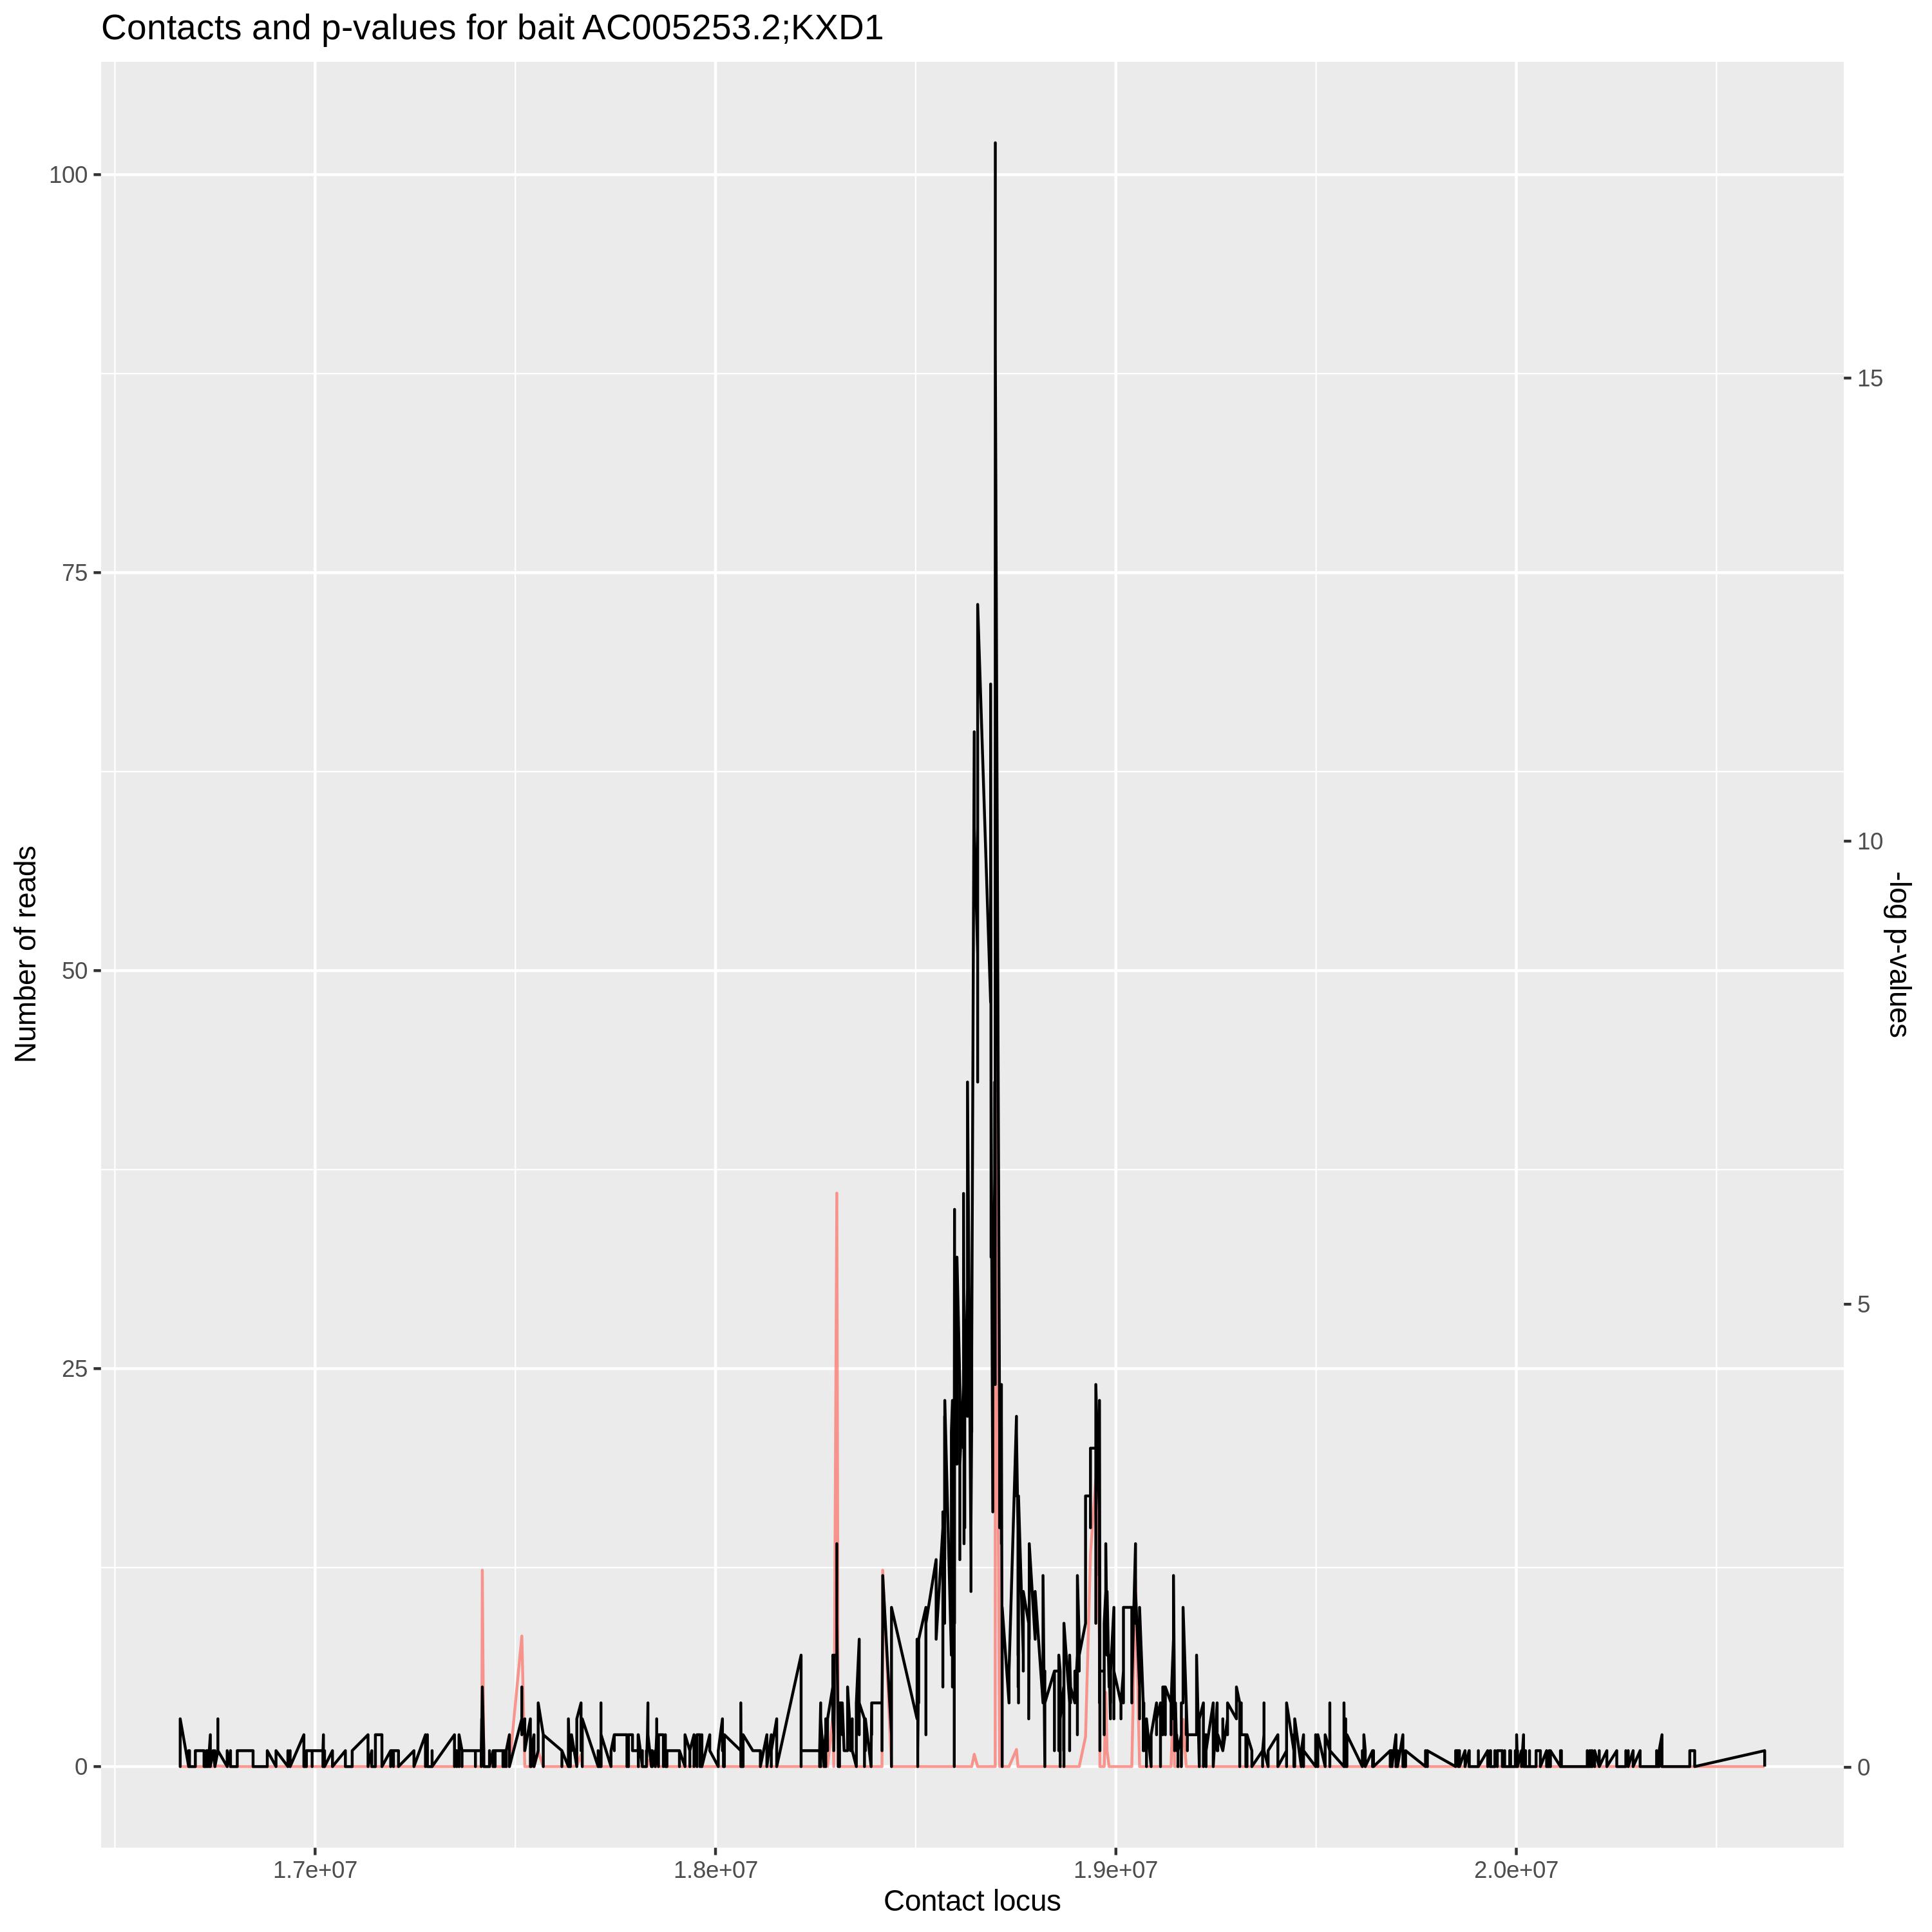 Contacts and p-values for bait AC005253.2;KXD1
100
75
50
25
0
Number of reads
15
10
5
0
-log p-values
1.7e+07
1.8e+07
1.9e+07
2.0e+07
Contact locus